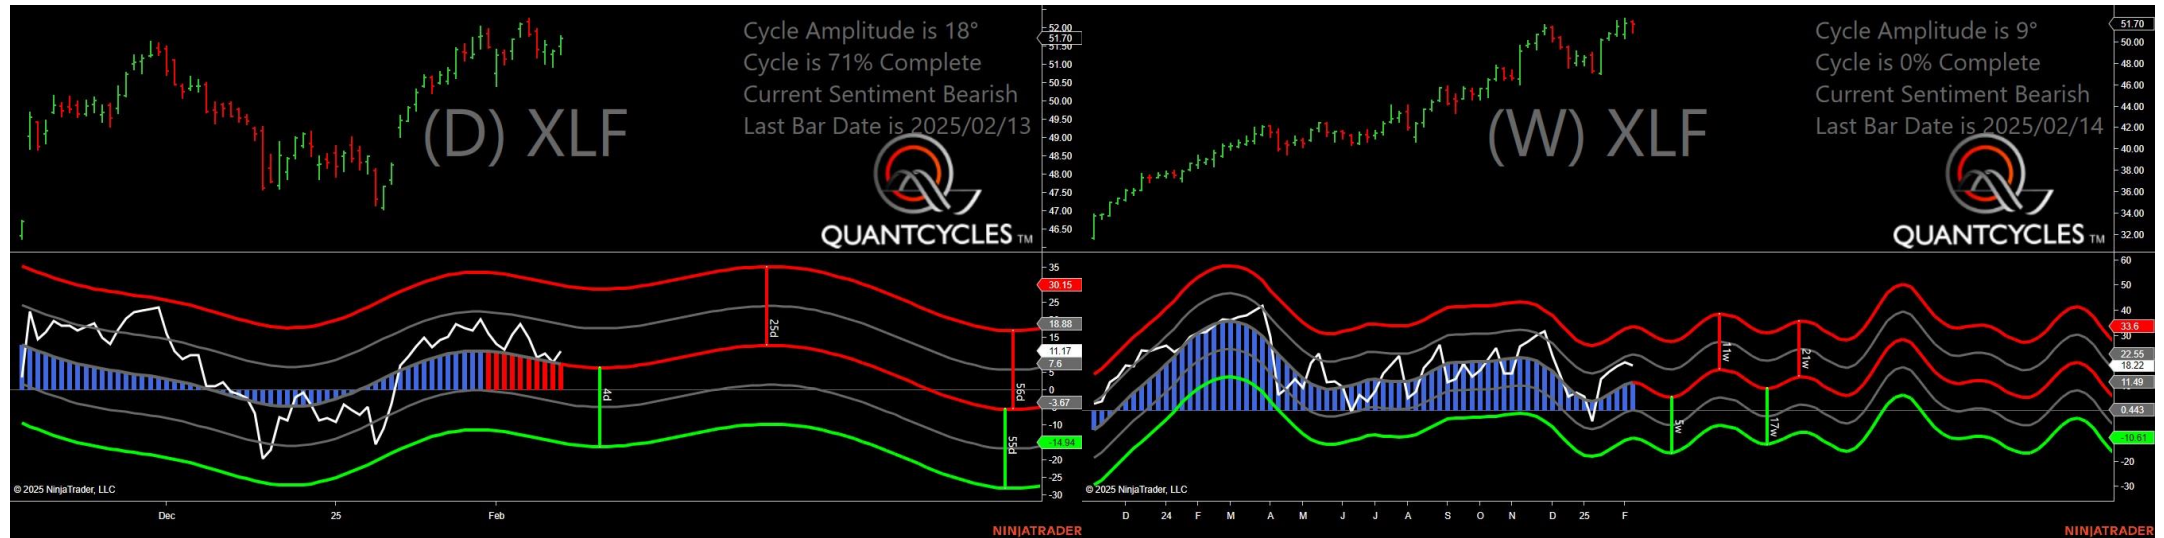 Cycle Amplitude is 18°
Cycle is 71% Complete
Current Sentiment Bearish
Last Bar Date is 2025/02/13
(D) XLF
QUANTCYCLES TM
52.00
51.70
51.50
51.00
50.50
50.00
49.50
49.00
48.50
48.00
47.50
47.00
46.50
35
30.15
25
18.88
15
11.17
7.6
5
0
-3.67
-10
-14.94
-20
-25
-30
4d
25d
55d
56d
© 2025 NinjaTrader, LLC
Dec
25
Feb
NINJATRADER
Cycle Amplitude is 9°
Cycle is 0% Complete
Current Sentiment Bearish
Last Bar Date is 2025/02/14
(W) XLF
QUANTCYCLES TM
51.70
50.00
48.00
46.00
44.00
42.00
40.00
38.00
36.00
34.00
32.00
60
50
40
33.6
30
22.55
18.22
11.49
0.443
-10.61
-20
-30
5w
11w
17w
21w
© 2025 NinjaTrader, LLC
D
24
F
M
A
M
J
J
A
S
O
N
D
25
F
NINJATRADER